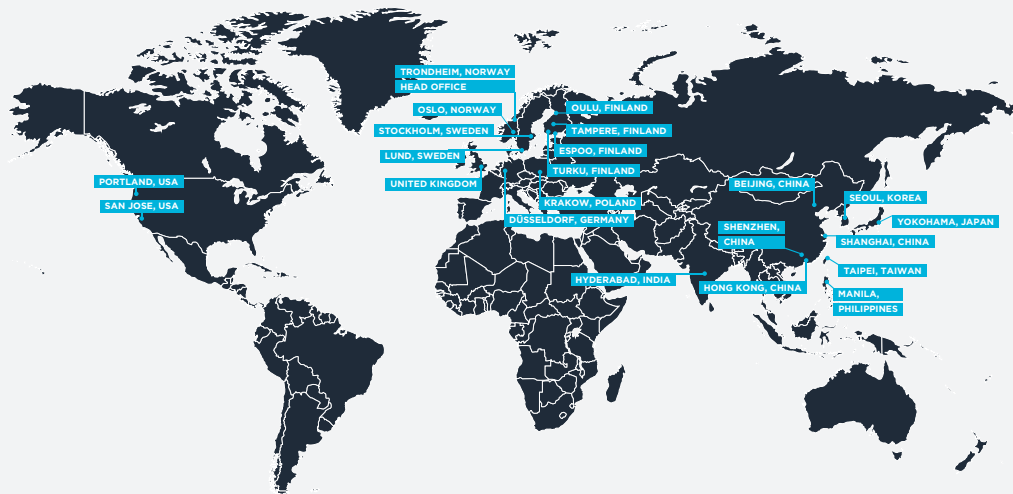 TRONDHEIM, NORWAY
HEAD OFFICE
OSLO, NORWAY
OULU, FINLAND
STOCKHOLM, SWEDEN
TAMPERE, FINLAND
LUND, SWEDEN
ESPOO, FINLAND
TURKU, FINLAND
PORTLAND, USA
UNITED KINGDOM
BEIJING, CHINA
SAN JOSE, USA
KRAKOW, POLAND
SEOUL, KOREA
DÜSSELDORF, GERMANY
YOKOHAMA, JAPAN
SHENZHEN,
CHINA
SHANGHAI, CHINA
TAIPEI, TAIWAN
HYDERABAD, INDIA
HONG KONG, CHINA
MANILA,
PHILIPPINES